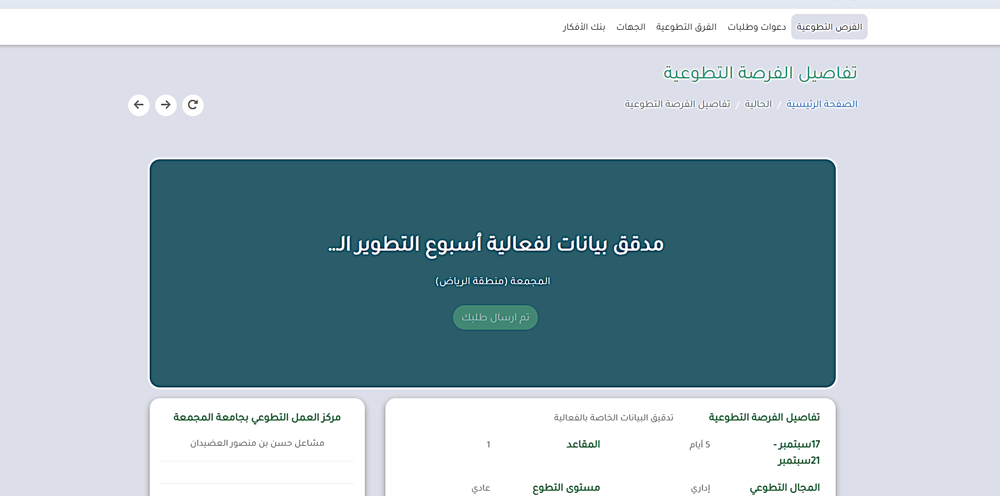 الفرص التطوعية دعوات وطلبات الفرق التطوعية الجهات بنك الأفكار
تفاصيل الفرصة التطوعية
الصفحة الرئيسية / الحالية / تفاصيل الفرصة التطوعية
مدقق بيانات لفعالية أسبوع التطوير الـ...
المجمعة (منطقة الرياض)
تم ارسال طلبك
تفاصيل الفرصة التطوعية تدقيق البيانات الخاصة بالفعالية
17سبتمبر - 5 أيام المقاعد 1
21سبتمبر
المجال التطوعي إداري مستوى التطوع عادي
مركز العمل التطوعي بجامعة المجمعة
مشاعل حسن بن منصور العضيدان